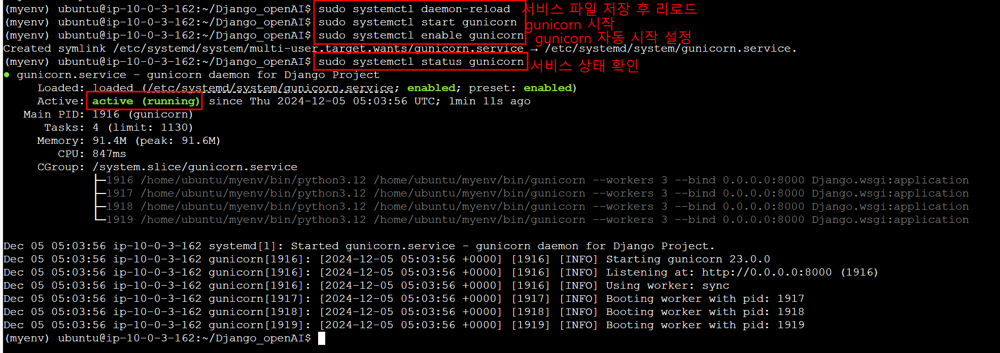 (myenv) ubuntu@ip-10-0-3-162:~/Django_openAI$ sudo systemctl daemon-reload 서비스 파일 저장 후 리로드
(myenv) ubuntu@ip-10-0-3-162:~/Django_openAI$ sudo systemctl start gunicorn gunicorn 시작
(myenv) ubuntu@ip-10-0-3-162:~/Django_openAI$ sudo systemctl enable gunicorn gunicorn 자동 시작 설정
Created symlink /etc/systemd/system/multi-user.target.wants/gunicorn.service → /etc/systemd/system/gunicorn.service.
(myenv) ubuntu@ip-10-0-3-162:~/Django_openAI$ sudo systemctl status gunicorn 서비스 상태 확인
● gunicorn.service - gunicorn daemon for Django Project
Loaded: loaded (/etc/systemd/system/gunicorn.service; enabled; preset: enabled)
Active: active (running) since Thu 2024-12-05 05:03:56 UTC; 1min 11s ago
Main PID: 1916 (gunicorn)
Tasks: 4 (limit: 1130)
Memory: 91.4M (peak: 91.6M)
CPU: 847ms
CGroup: /system.slice/gunicorn.service
├─1916 /home/ubuntu/myenv/bin/python3.12 /home/ubuntu/myenv/bin/gunicorn --workers 3 --bind 0.0.0.0:8000 Django.wsgi:application
├─1917 /home/ubuntu/myenv/bin/python3.12 /home/ubuntu/myenv/bin/gunicorn --workers 3 --bind 0.0.0.0:8000 Django.wsgi:application
├─1918 /home/ubuntu/myenv/bin/python3.12 /home/ubuntu/myenv/bin/gunicorn --workers 3 --bind 0.0.0.0:8000 Django.wsgi:application
└─1919 /home/ubuntu/myenv/bin/python3.12 /home/ubuntu/myenv/bin/gunicorn --workers 3 --bind 0.0.0.0:8000 Django.wsgi:application
Dec 05 05:03:56 ip-10-0-3-162 systemd[1]: Started gunicorn.service - gunicorn daemon for Django Project.
Dec 05 05:03:56 ip-10-0-3-162 gunicorn[1916]: [2024-12-05 05:03:56 +0000] [1916] [INFO] Starting gunicorn 23.0.0
Dec 05 05:03:56 ip-10-0-3-162 gunicorn[1916]: [2024-12-05 05:03:56 +0000] [1916] [INFO] Listening at: http://0.0.0.0:8000 (1916)
Dec 05 05:03:56 ip-10-0-3-162 gunicorn[1916]: [2024-12-05 05:03:56 +0000] [1916] [INFO] Using worker: sync
Dec 05 05:03:56 ip-10-0-3-162 gunicorn[1917]: [2024-12-05 05:03:56 +0000] [1917] [INFO] Booting worker with pid: 1917
Dec 05 05:03:56 ip-10-0-3-162 gunicorn[1918]: [2024-12-05 05:03:56 +0000] [1918] [INFO] Booting worker with pid: 1918
Dec 05 05:03:56 ip-10-0-3-162 gunicorn[1919]: [2024-12-05 05:03:56 +0000] [1919] [INFO] Booting worker with pid: 1919
(myenv) ubuntu@ip-10-0-3-162:~/Django_openAI$